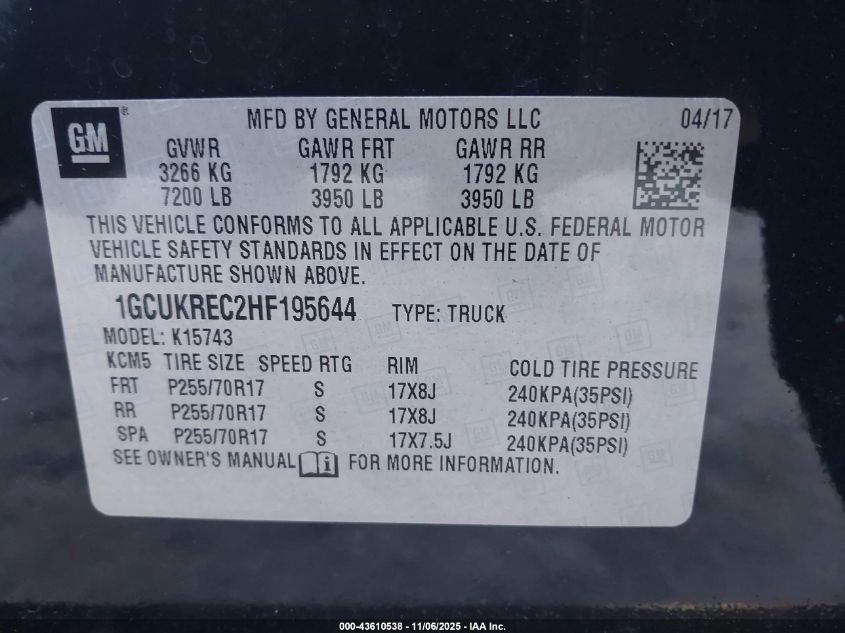 GM
®
MFD BY GENERAL MOTORS LLC 04/17
GVWR GAWR FRT GAWR RR
3266 KG 1792 KG 1792 KG
7200 LB 3950 LB 3950 LB
THIS VEHICLE CONFORMS TO ALL APPLICABLE U.S. FEDERAL MOTOR
VEHICLE SAFETY STANDARDS IN EFFECT ON THE DATE OF
MANUFACTURE SHOWN ABOVE.
1GCUKREC2HF195644 TYPE: TRUCK
MODEL: K15743
KCM5 TIRE SIZE SPEED RTG RIM COLD TIRE PRESSURE
FRT P255/70R17 S 17X8J 240KPA(35PSI)
RR P255/70R17 S 17X8J 240KPA(35PSI)
SPA P255/70R17 S 17X7.5J 240KPA(35PSI)
SEE OWNER'S MANUAL i FOR MORE INFORMATION.
000-43610538 - 11/06/2025 - IAA Inc.